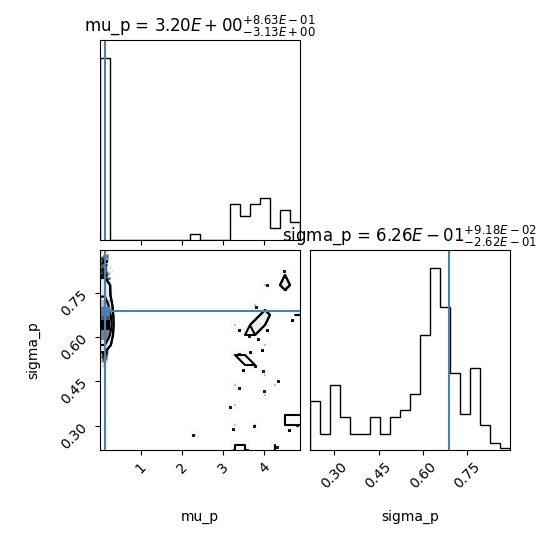 mu_p = 3.20E+00+8.63E−01 −3.13E+00
sigma_p = 6.26E−01+9.18E−02 −2.62E−01
sigma_p
0.75
0.60
0.45
0.30
1 2 3 4
0.30 0.45 0.60 0.75
mu_p
sigma_p